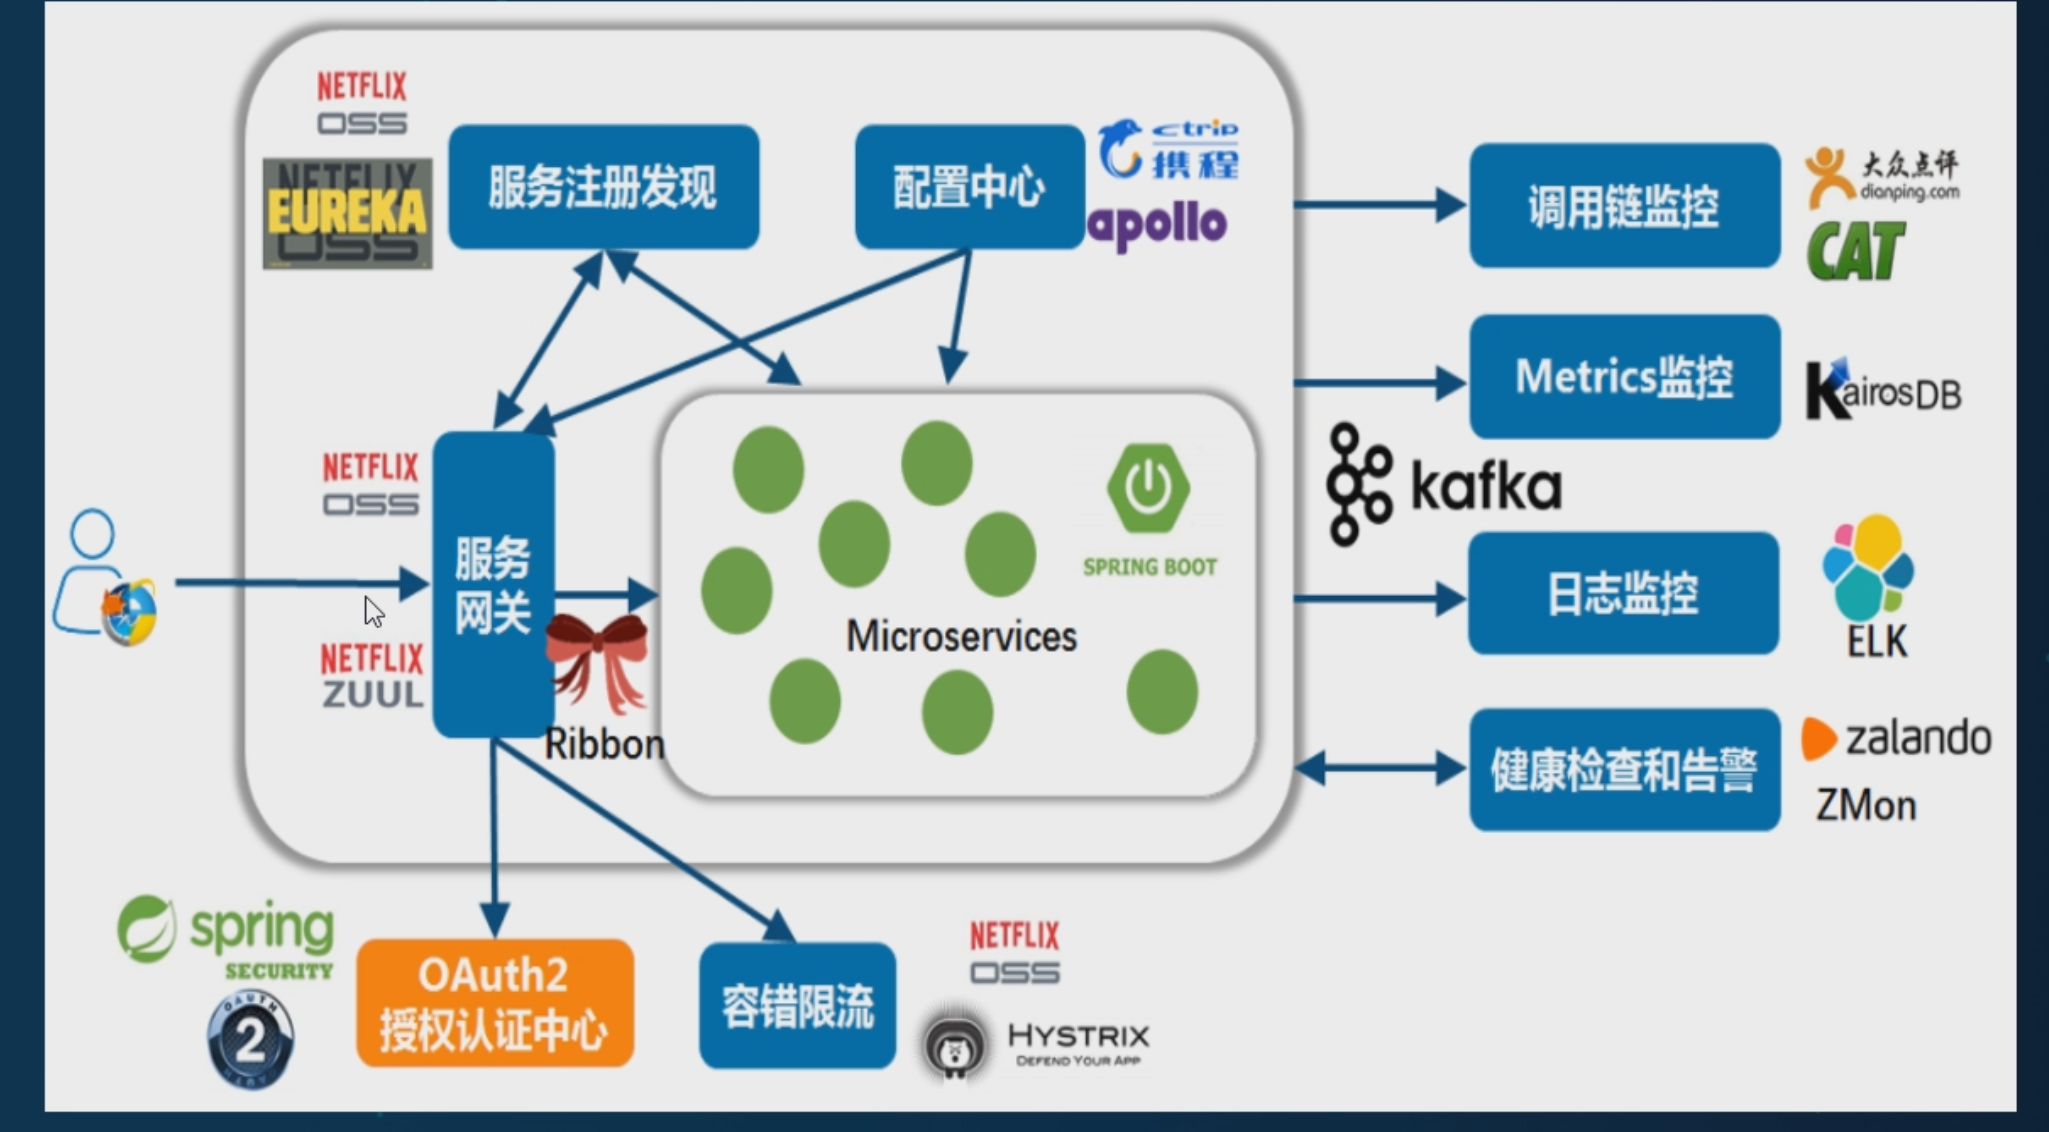 NETFLIX
OSS
NETFLIX
EUREKA
OSS
服务注册发现
配置中心
ctrip
携程
apollo
调用链监控
大众点评
dianping.com
CAT
Metrics监控
KairosDB
kafka
NETFLIX
OSS
服务
网关
NETFLIX
ZUUL
Ribbon
SPRING BOOT
Microservices
日志监控
ELK
健康检查和告警
zalando
ZMon
spring
SECURITY
OAUTH
2
OAuth2
授权认证中心
容错限流
NETFLIX
OSS
HYSTRIX
DEFEND YOUR APP